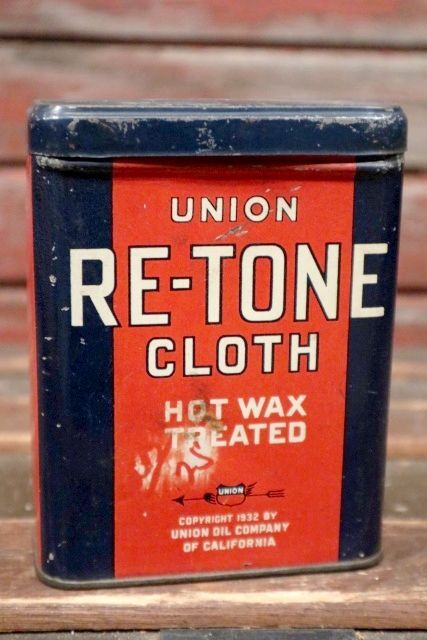 UNION
RE-TONE
CLOTH
HOT WAX
TREATED
UNION
COPYRIGHT 1932 BY
UNION OIL COMPANY
OF CALIFORNIA